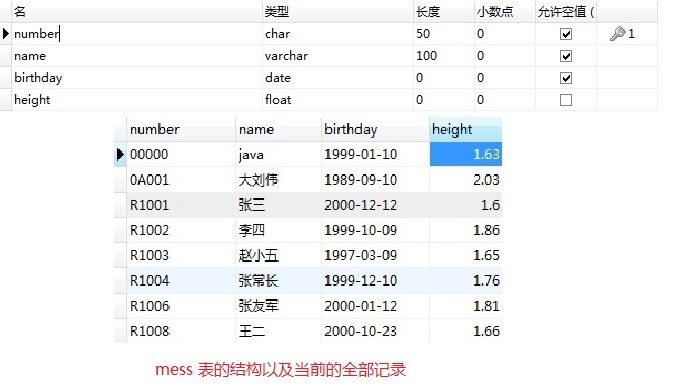 名 类型 长度 小数点 允许空值 (
number char 50 0 1
name varchar 100 0
birthday date 0 0
height float 0 0
number name birthday height
00000 java 1999-01-10 1.63
0A001 大刘伟 1989-09-10 2.03
R1001 张三 2000-12-12 1.6
R1002 李四 1999-10-09 1.86
R1003 赵小五 1997-03-09 1.65
R1004 张常长 1999-12-10 1.76
R1006 张友军 2000-01-12 1.81
R1008 王二 2000-10-23 1.66
mess 表的结构以及当前的全部记录